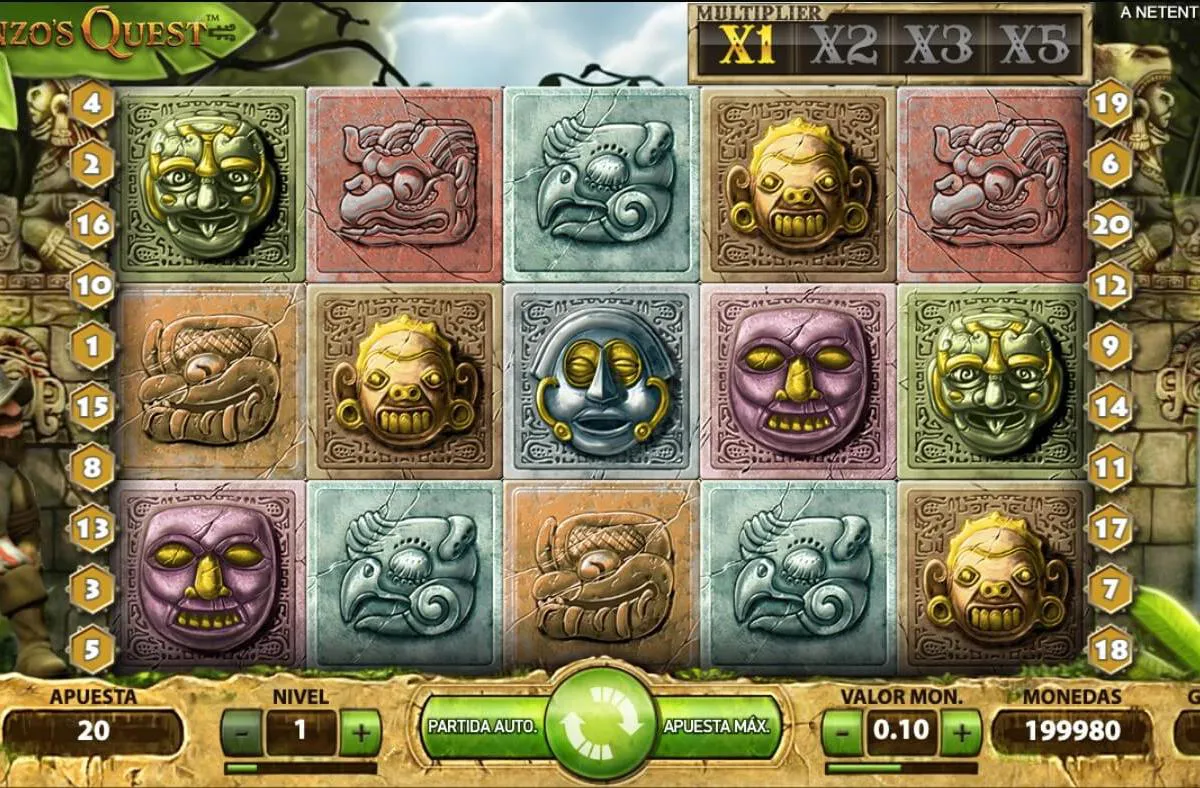 NZO'S QUEST™
MULTIPLIER
X1 X2 X3 X5
A NETENT
4
2
16
10
1
15
8
13
3
5
19
6
20
12
9
14
11
17
7
18
APUESTA
20
NIVEL
- 1 +
PARTIDA AUTO.
APUESTA MÁX.
VALOR MON.
- 0.10 +
MONEDAS
199980